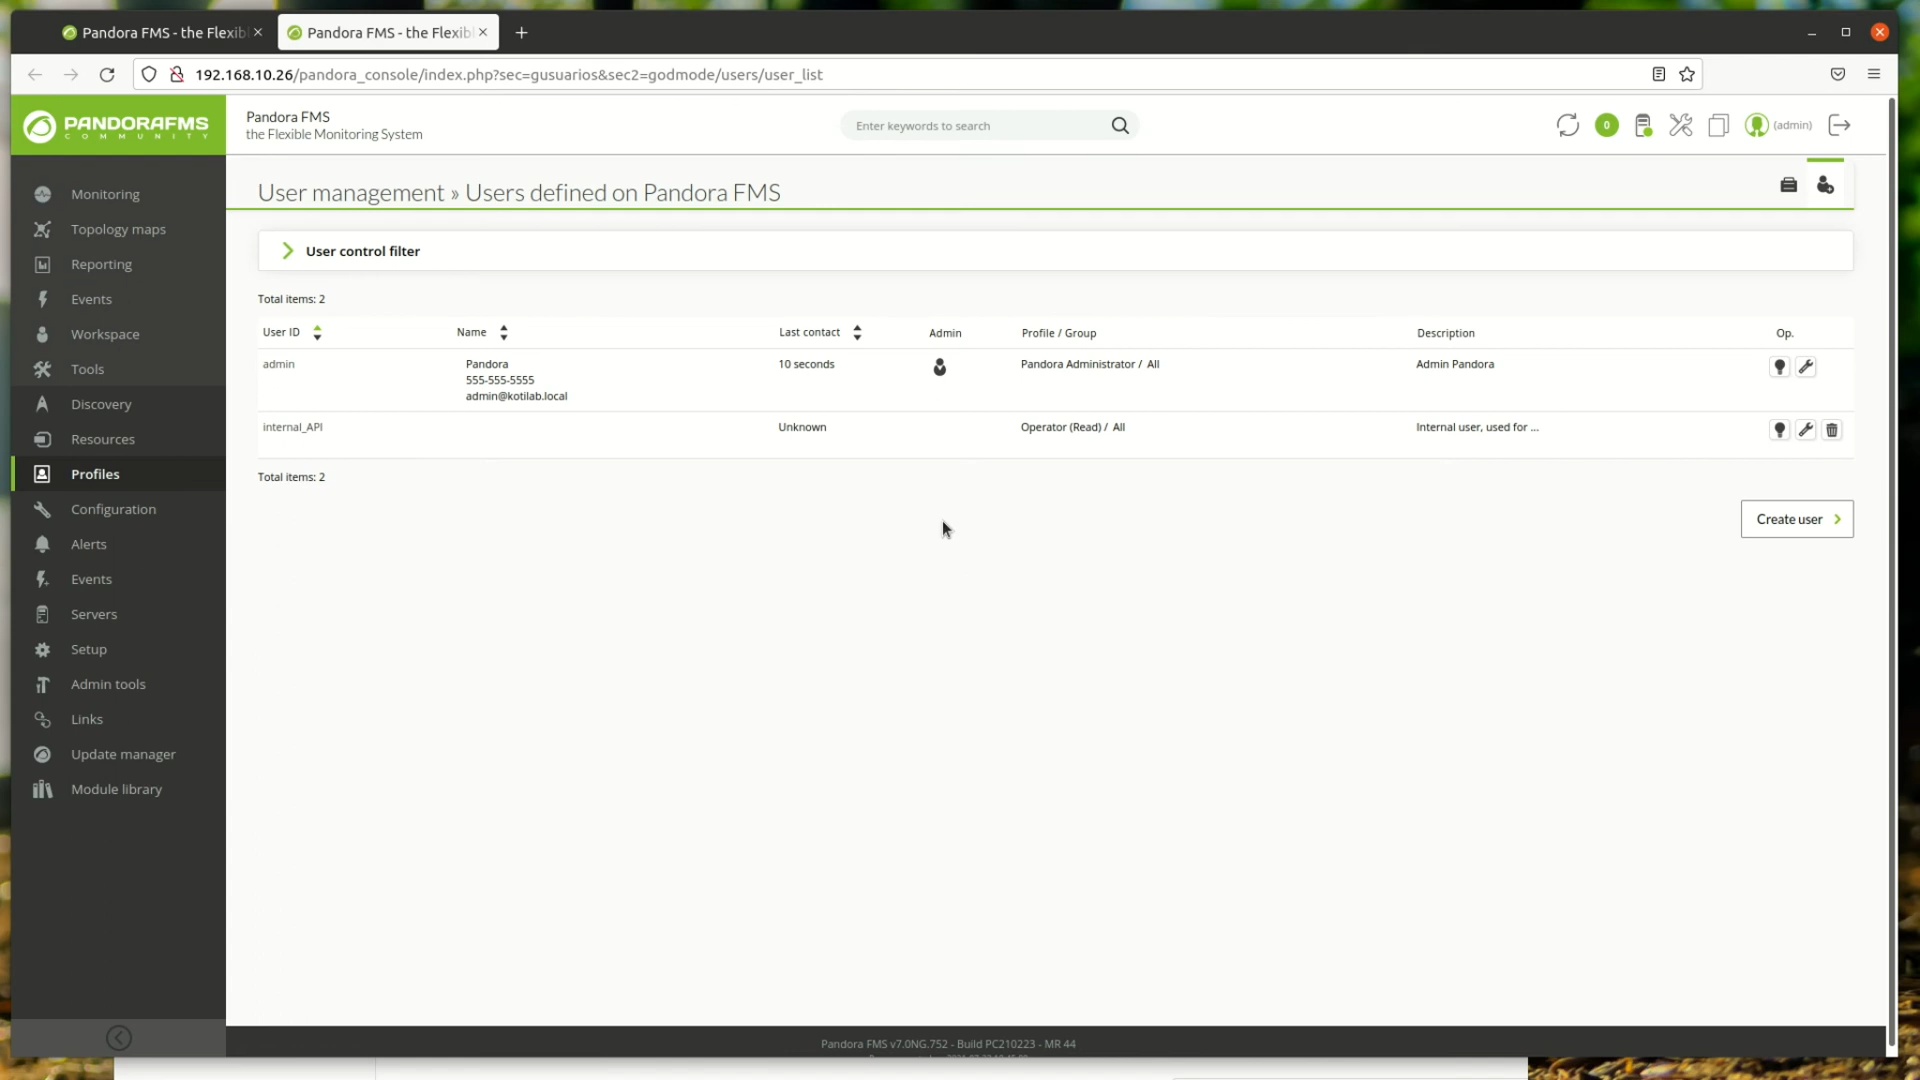 Pandora FMS - the Flexib
Pandora FMS - the Flexib
192.168.10.26/pandora_console/index.php?sec=gusuarios&sec2=godmode/users/user_list
PANDORAFMS
COMMUNITY
Pandora FMS
the Flexible Monitoring System
Enter keywords to search
0
(admin)
Monitoring
Topology maps
Reporting
Events
Workspace
Tools
Discovery
Resources
Profiles
Configuration
Alerts
Events
Servers
Setup
Admin tools
Links
Update manager
Module library
User management » Users defined on Pandora FMS
User control filter
Total items: 2
User ID Name Last contact Admin Profile / Group Description Op.
admin Pandora 10 seconds Pandora Administrator / All Admin Pandora
555-555-5555
admin@kotilab.local
internal_API Unknown Operator (Read) / All Internal user, used for ...
Total items: 2
Create user
Pandora FMS v7.0NG.752 - Build PC210223 - MR 44